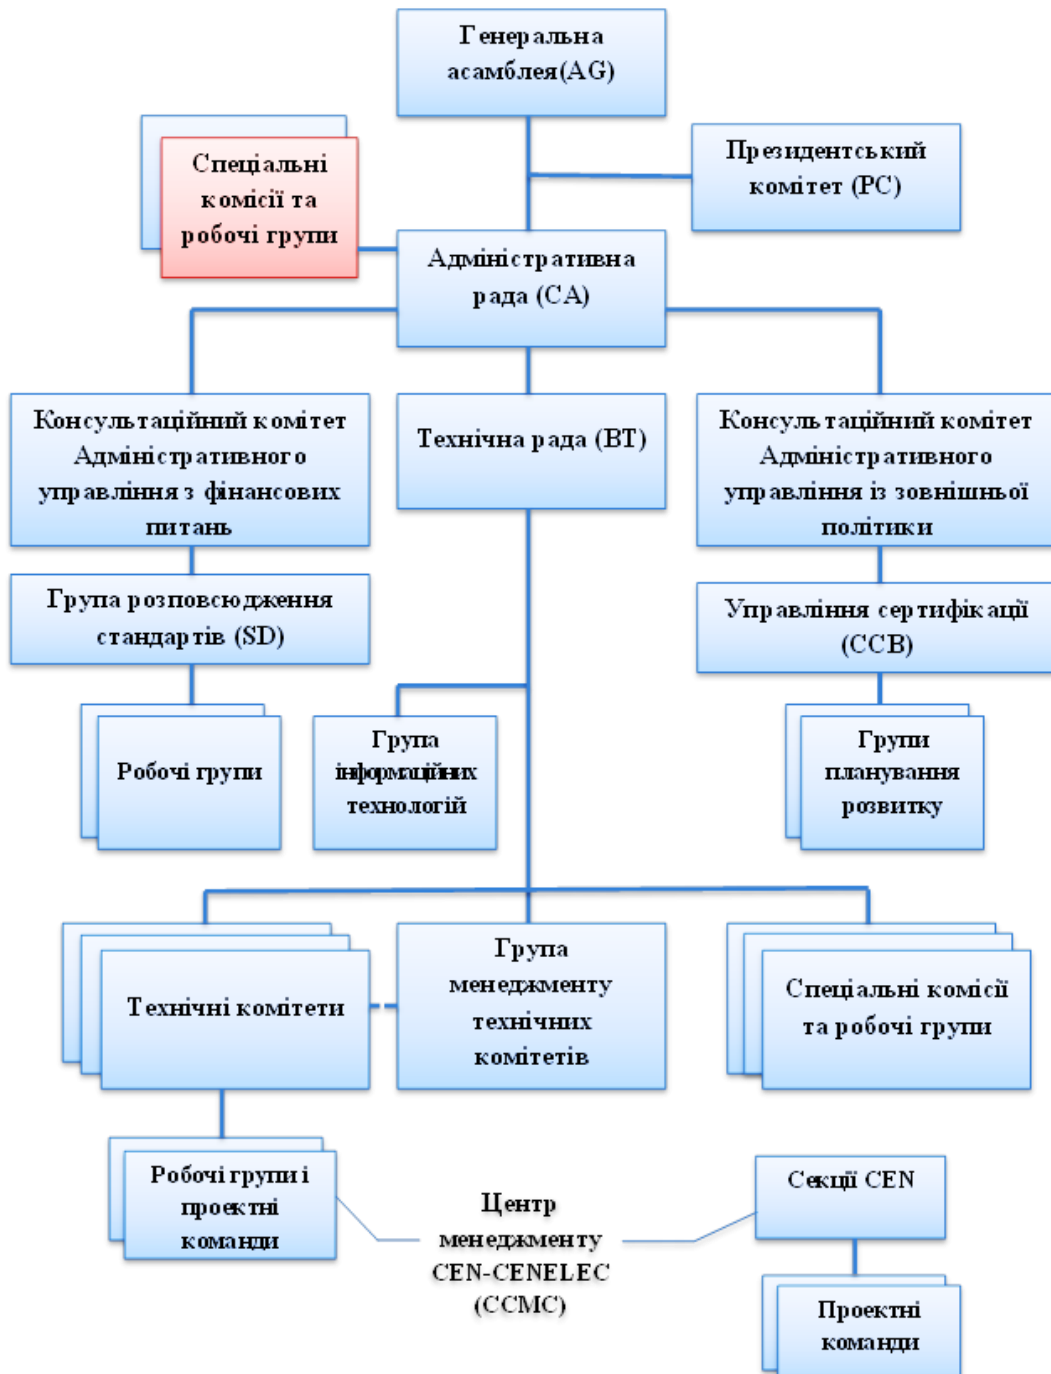 Генеральна
асамблея(AG)
Президентський
комітет (PC)
Спеціальні
комісії та
робочі групи
Адміністративна
рада (CA)
Консультаційний комітет
Адміністративного
управління з фінансових
питань
Технічна рада (BT)
Консультаційний комітет
Адміністративного
управління із зовнішньої
політики
Група розповсюдження
стандартів (SD)
Управління сертифікації
(CCB)
Робочі групи
Група
інформаційних
технологій
Групи
планування
розвитку
Технічні комітети
Група
менеджменту
технічних
комітетів
Спеціальні комісії
та робочі групи
Робочі групи і
проектні
команди
Центр
менеджменту
CEN-CENELEC
(CCMC)
Секції CEN
Проектні
команди